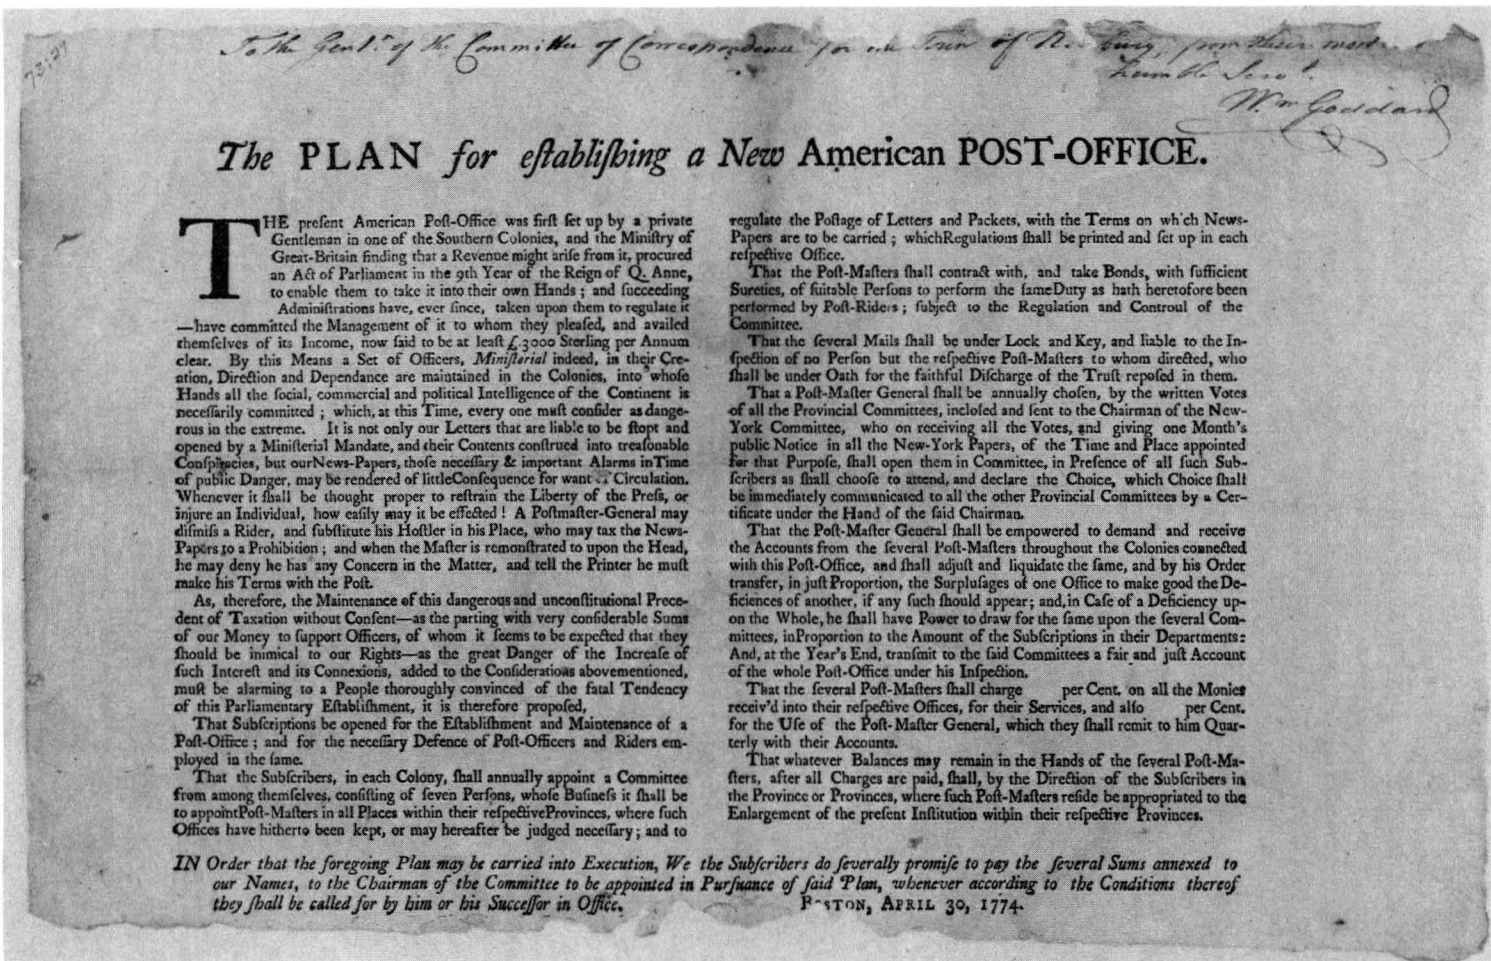 73:27
To the Gentn. of the Committee of Correspondence for the Town of Newbury, from their most
humble Servt.
Wm Goddard
The PLAN for eſtabliſhing a New American POST-OFFICE.
THE preſent American Poſt-Office was firſt ſet up by a private
Gentleman in one of the Southern Colonies, and the Miniſtry of
Great-Britain finding that a Revenue might ariſe from it, procured
an Act of Parliament in the 9th Year of the Reign of Q. Anne,
to enable them to take it into their own Hands; and ſucceeding
Adminiſtrations have, ever ſince, taken upon them to regulate it
—have committed the Management of it to whom they pleaſed, and availed
themſelves of its Income, now ſaid to be at leaſt £.3000 Sterling per Annum
clear. By this Means a Set of Officers, Miniſterial indeed, in their Cre-
ation, Direction and Dependance are maintained in the Colonies, into whoſe
Hands all the ſocial, commercial and political Intelligence of the Continent is
neceſſarily committed; which, at this Time, every one muſt conſider as dange-
rous in the extreme. It is not only our Letters that are liable to be ſtopt and
opened by a Miniſterial Mandate, and their Contents conſtrued into treaſonable
Conſpiracies, but our News-Papers, thoſe neceſſary & important Alarms in Time
of public Danger, may be rendered of little Conſequence for want of Circulation.
Whenever it ſhall be thought proper to reſtrain the Liberty of the Preſs, or
injure an Individual, how eaſily may it be effected! A Poſtmaſter-General may
diſmiſs a Rider, and ſubſtitute his Hoſtler in his Place, who may tax the News-
Papers to a Prohibition; and when the Maſter is remonſtrated to upon the Head,
he may deny he has any Concern in the Matter, and tell the Printer he muſt
make his Terms with the Poſt.
As, therefore, the Maintenance of this dangerous and unconſtitutional Prece-
dent of Taxation without Conſent—as the parting with very conſiderable Sums
of our Money to ſupport Officers, of whom it ſeems to be expected that they
ſhould be inimical to our Rights—as the great Danger of the Increaſe of
ſuch Intereſt and its Connexions, added to the Conſiderations abovementioned,
muſt be alarming to a People thoroughly convinced of the fatal Tendency
of this Parliamentary Eſtabliſhment, it is therefore propoſed,
That Subſcriptions be opened for the Eſtabliſhment and Maintenance of a
Poſt-Office; and for the neceſſary Defence of Poſt-Officers and Riders em-
ployed in the ſame.
That the Subſcribers, in each Colony, ſhall annually appoint a Committee
from among themſelves, conſiſting of ſeven Perſons, whoſe Buſineſs it ſhall be
to appoint Poſt-Maſters in all Places within their reſpective Provinces, where ſuch
Offices have hitherto been kept, or may hereafter be judged neceſſary; and to
regulate the Poſtage of Letters and Packets, with the Terms on which News-
Papers are to be carried; which Regulations ſhall be printed and ſet up in each
reſpective Office.
That the Poſt-Maſters ſhall contract with, and take Bonds, with ſufficient
Sureties, of ſuitable Perſons to perform the ſame Duty as hath heretofore been
performed by Poſt-Riders; ſubject to the Regulation and Controul of the
Committee.
That the ſeveral Mails ſhall be under Lock and Key, and liable to the In-
ſpection of no Perſon but the reſpective Poſt-Maſters to whom directed, who
ſhall be under Oath for the faithful Diſcharge of the Truſt repoſed in them.
That a Poſt-Maſter General ſhall be annually choſen, by the written Votes
of all the Provincial Committees, incloſed and ſent to the Chairman of the New-
York Committee, who on receiving all the Votes, and giving one Month's
public Notice in all the New-York Papers, of the Time and Place appointed
for that Purpoſe, ſhall open them in Committee, in Preſence of all ſuch Sub-
ſcribers as ſhall chooſe to attend, and declare the Choice, which Choice ſhall
be immediately communicated to all the other Provincial Committees by a Cer-
tificate under the Hand of the ſaid Chairman.
That the Poſt-Maſter General ſhall be empowered to demand and receive
the Accounts from the ſeveral Poſt-Maſters throughout the Colonies connected
with this Poſt-Office, and ſhall adjuſt and liquidate the ſame, and by his Order
transfer, in juſt Proportion, the Surpluſages of one Office to make good the De-
ficiences of another, if any ſuch ſhould appear; and, in Caſe of a Deficiency up-
on the Whole, he ſhall have Power to draw for the ſame upon the ſeveral Com-
mittees, in Proportion to the Amount of the Subſcriptions in their Departments:
And, at the Year's End, tranſmit to the ſaid Committees a fair and juſt Account
of the whole Poſt-Office under his Inſpection.
That the ſeveral Poſt-Maſters ſhall charge per Cent. on all the Monies
receiv'd into their reſpective Offices, for their Services, and alſo per Cent.
for the Uſe of the Poſt-Maſter General, which they ſhall remit to him Quar-
terly with their Accounts.
That whatever Balances may remain in the Hands of the ſeveral Poſt-Ma-
ſters, after all Charges are paid, ſhall, by the Direction of the Subſcribers in
the Province or Provinces, where ſuch Poſt-Maſters reſide be appropriated to the
Enlargement of the preſent Inſtitution within their reſpective Provinces.
IN Order that the foregoing Plan may be carried into Execution, We the Subſcribers do ſeverally promiſe to pay the ſeveral Sums annexed to
our Names, to the Chairman of the Committee to be appointed in Purſuance of ſaid Plan, whenever according to the Conditions thereof
they ſhall be called for by him or his Succeſſor in Office. BOSTON, APRIL 30, 1774.